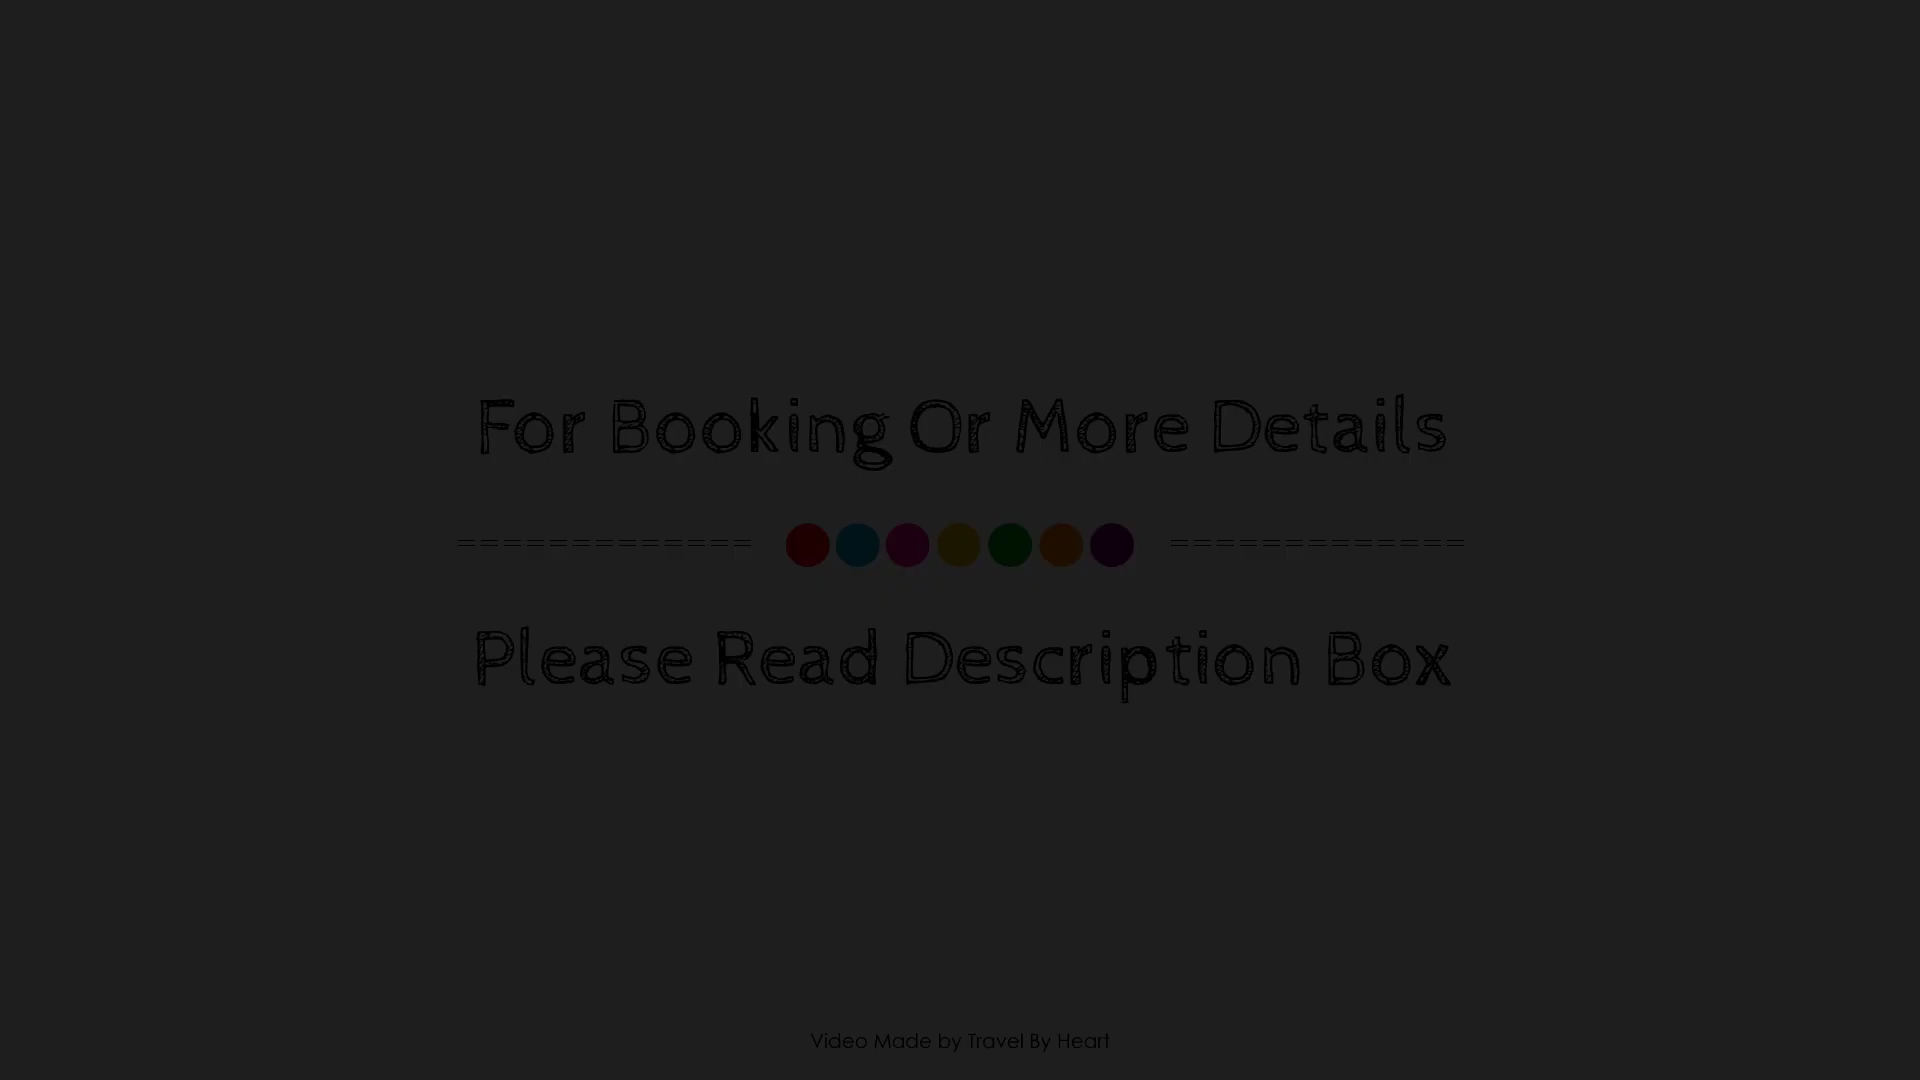 For Booking Or More Details
============= =============
Please Read Description Box
Video Made by Travel By Heart